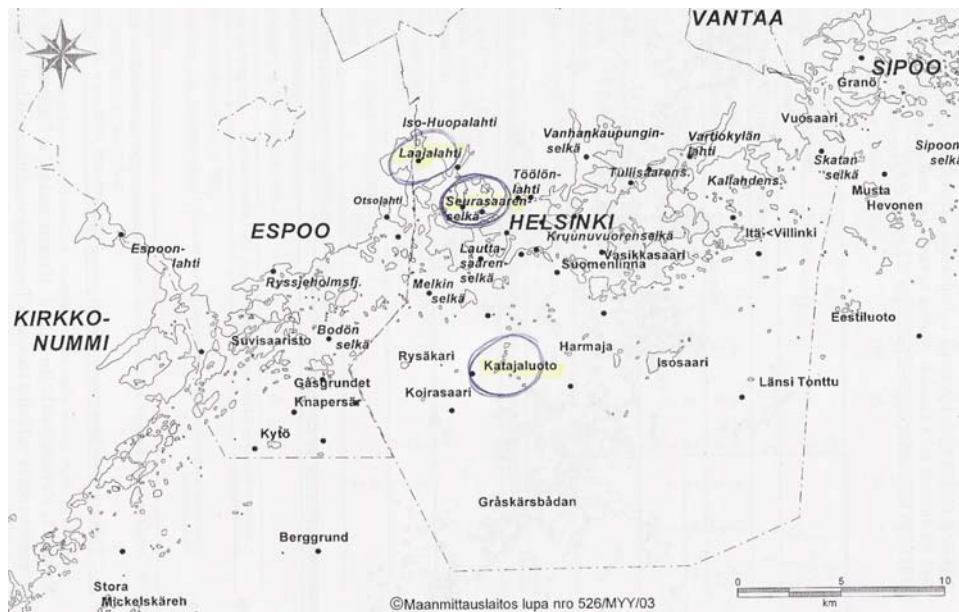 VANTAA
SIPOO
Granö
Vuosaari
Iso-Huopalahti
Laajalahti
Vanhankaupungin-
selkä
Vartiokylän
lahti
Sipoon
selkä
Skatan
selkä
Töölön-
lahti
Tullisaarens.
Kallahdens.
Musta
Hevonen
Otsolahti
Seurasaaren-
selkä
ESPOO
HELSINKI
Kruunuvuorenselkä
Itä-Villinki
Espoon-
lahti
Lautta-
saaren-
selkä
Vasikkasaari
Suomenlinna
Ryssjeholmsfj.
Melkin
selkä
KIRKKO-
NUMMI
Bodön
selkä
Suvisaaristo
Eestiluoto
Rysäkari
Harmaja
Katajaluoto
Isosaari
Gåsgrundet
Knapersär
Koirasaari
Länsi Tonttu
Kytö
Gråskärsbådan
Berggrund
Stora
Mickelskäreh
0 5 10
km
©Maanmittauslaitos lupa nro 526/MYY/03